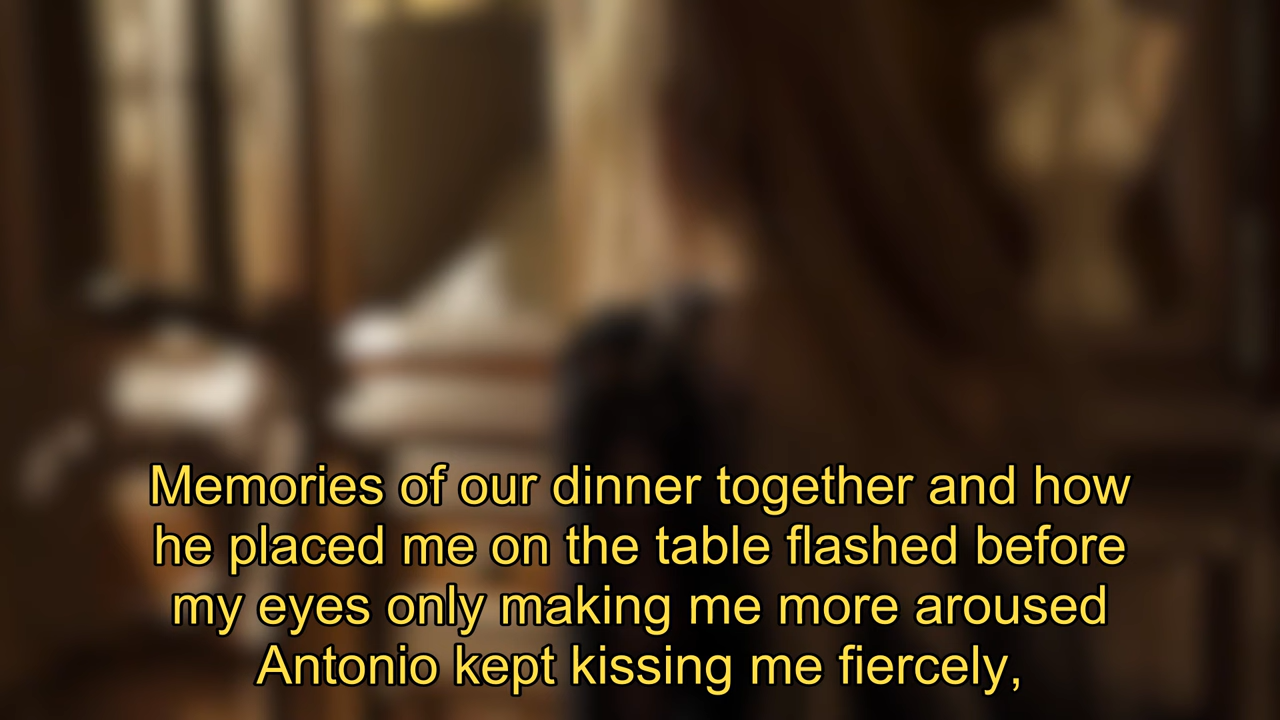 Memories of our dinner together and how
he placed me on the table flashed before
my eyes only making me more aroused
Antonio kept kissing me fiercely,